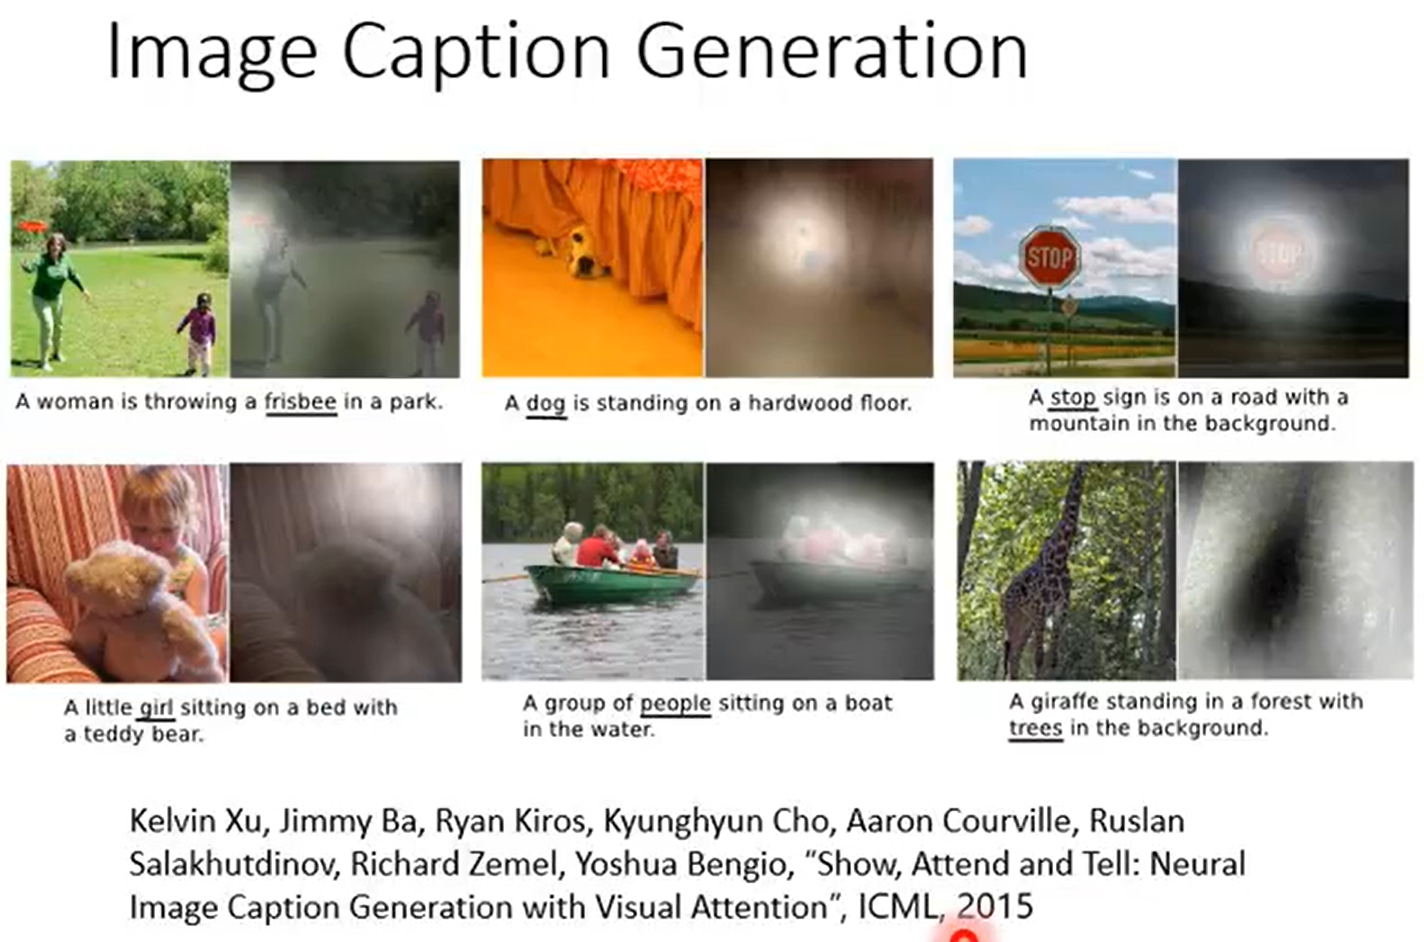 Image Caption Generation
STOP
STOP
A woman is throwing a frisbee in a park.
A dog is standing on a hardwood floor.
A stop sign is on a road with a
mountain in the background.
A little girl sitting on a bed with
a teddy bear.
A group of people sitting on a boat
in the water.
A giraffe standing in a forest with
trees in the background.
Kelvin Xu, Jimmy Ba, Ryan Kiros, Kyunghyun Cho, Aaron Courville, Ruslan
Salakhutdinov, Richard Zemel, Yoshua Bengio, “Show, Attend and Tell: Neural
Image Caption Generation with Visual Attention”, ICML, 2015